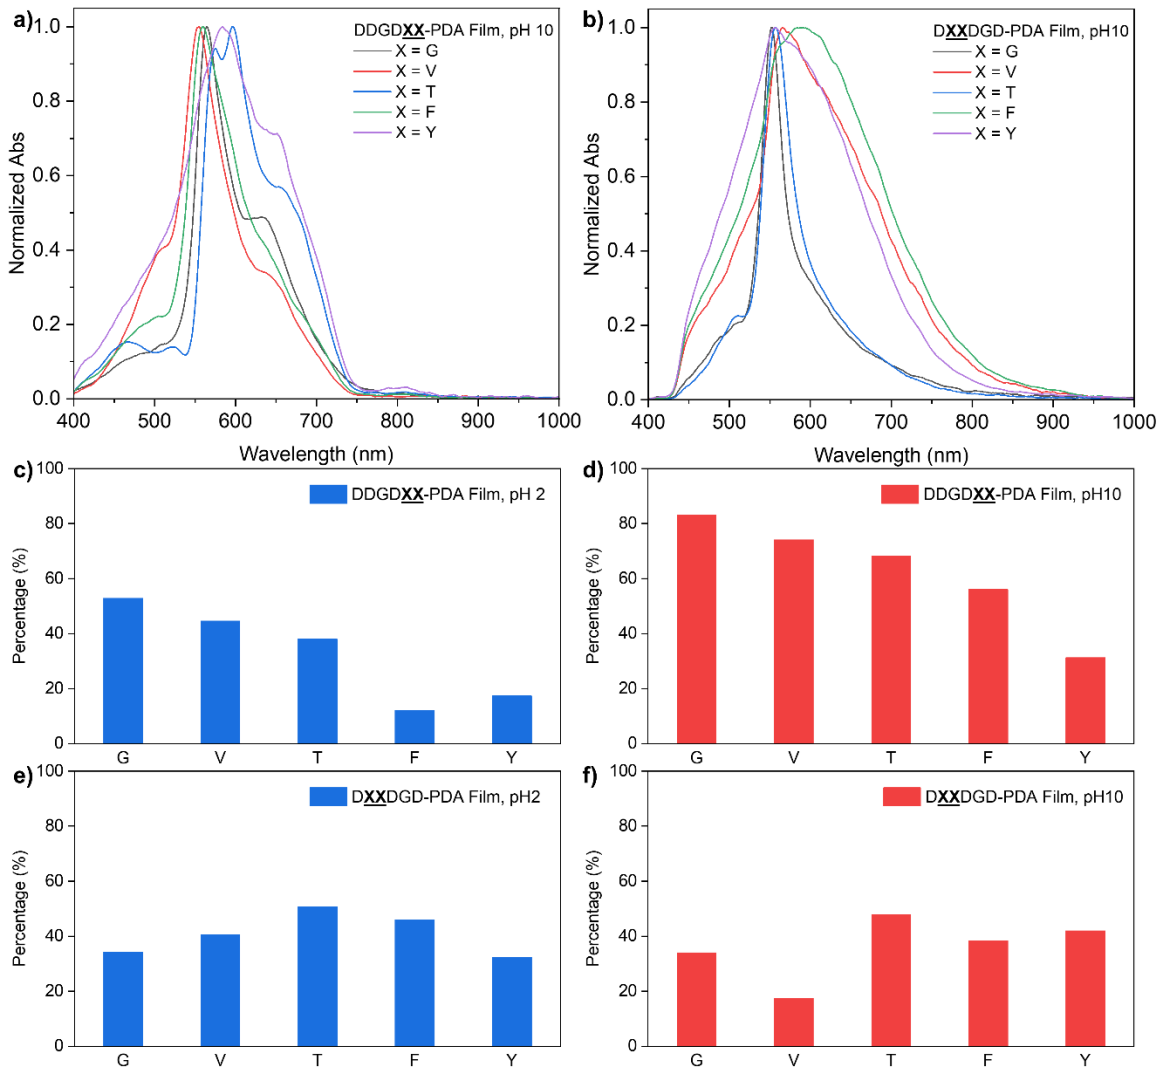 a)
DDGDXX-PDA Film, pH 10
X = G
X = V
X = T
X = F
X = Y
Normalized Abs
1.0
0.8
0.6
0.4
0.2
0.0
400 500 600 700 800 900 1000
Wavelength (nm)
b)
DXXDGD-PDA Film, pH10
X = G
X = V
X = T
X = F
X = Y
Normalized Abs
1.0
0.8
0.6
0.4
0.2
0.0
400 500 600 700 800 900 1000
Wavelength (nm)
c)
DDGDXX-PDA Film, pH 2
Percentage (%)
100
80
60
40
20
0
G V T F Y
d)
DDGDXX-PDA Film, pH10
Percentage (%)
100
80
60
40
20
0
G V T F Y
e)
DXXDGD-PDA Film, pH2
Percentage (%)
100
80
60
40
20
0
G V T F Y
f)
DXXDGD-PDA Film, pH10
Percentage (%)
100
80
60
40
20
0
G V T F Y